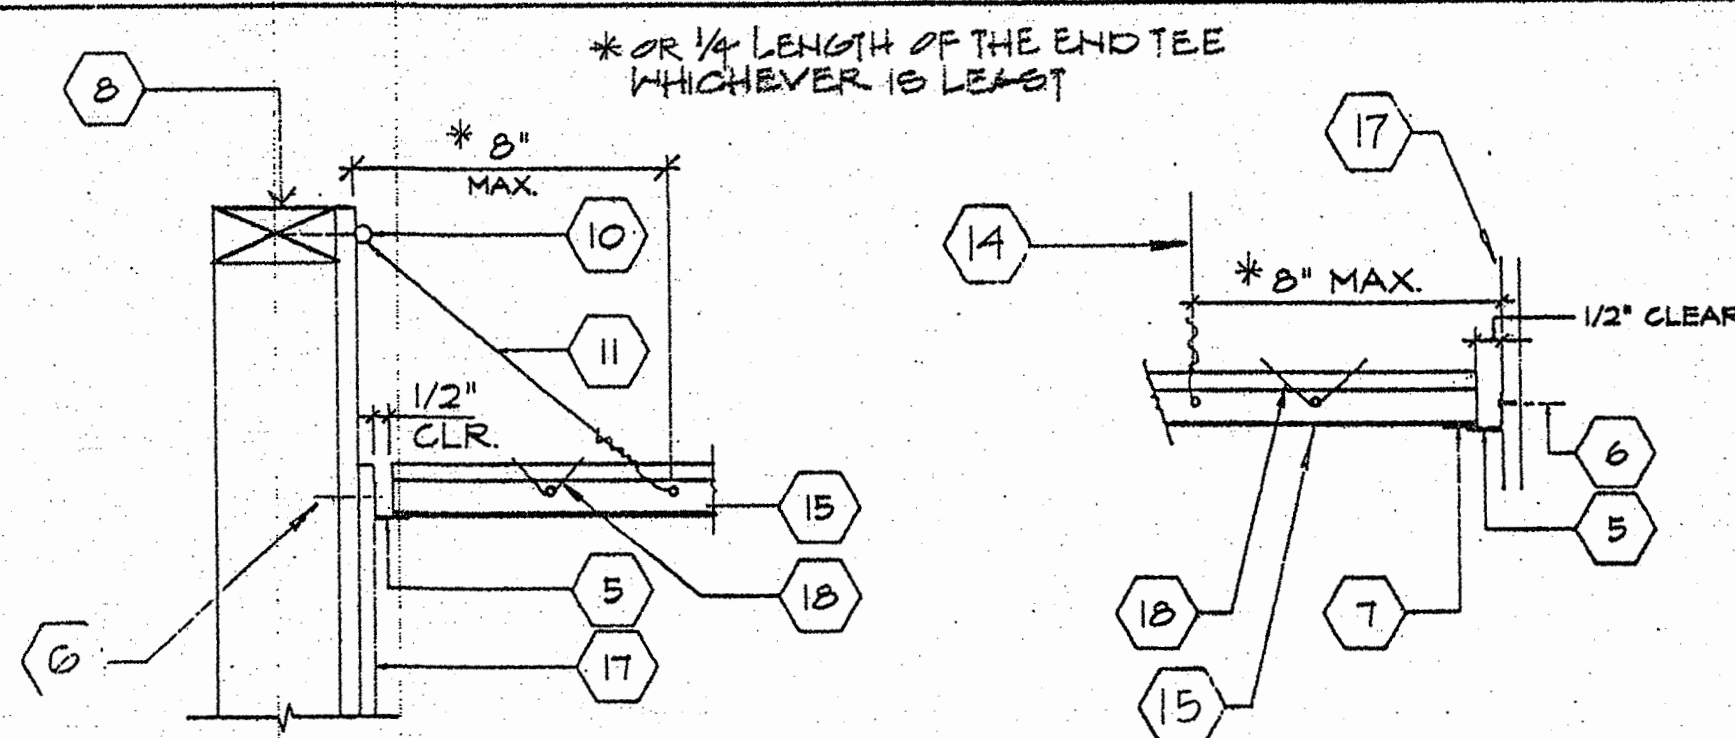 * OR 1/4 LENGTH OF THE END TEE
WHICHEVER IS LEAST
8
* 8"
MAX.
10
11
1/2"
CLR.
15
5
18
6
17
17
14
* 8" MAX.
1/2" CLEAR
6
5
18
7
15